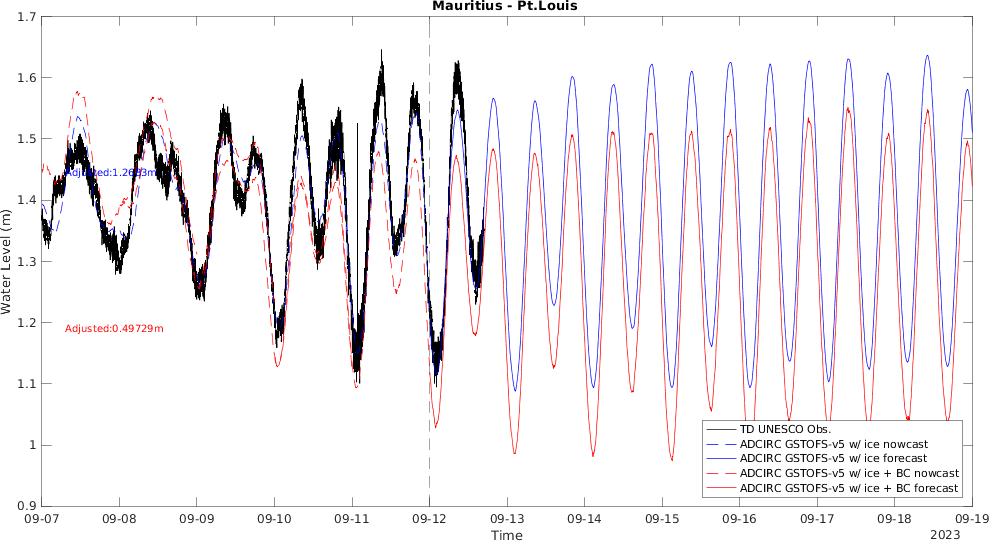 Mauritius - Pt.Louis
1.7
1.6
1.5
1.4
1.3
1.2
1.1
1
0.9
Water Level (m)
Adjusted:1.2683m
Adjusted:0.49729m
TD UNESCO Obs.
ADCIRC GSTOFS-v5 w/ ice nowcast
ADCIRC GSTOFS-v5 w/ ice forecast
ADCIRC GSTOFS-v5 w/ ice + BC nowcast
ADCIRC GSTOFS-v5 w/ ice + BC forecast
09-07 09-08 09-09 09-10 09-11 09-12 09-13 09-14 09-15 09-16 09-17 09-18 09-19
Time
2023